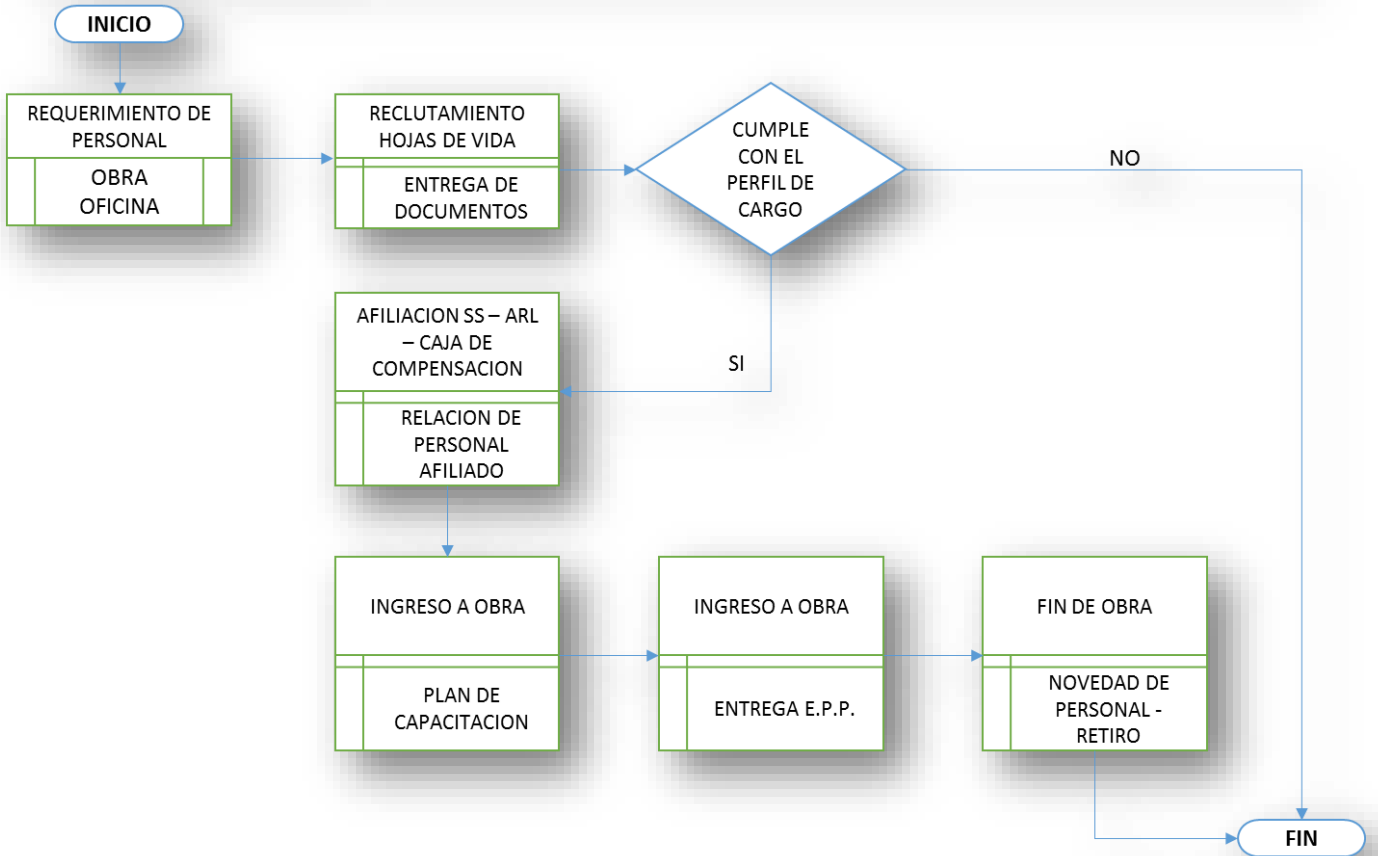 INICIO
REQUERIMIENTO DE
PERSONAL
OBRA
OFICINA
RECLUTAMIENTO
HOJAS DE VIDA
ENTREGA DE
DOCUMENTOS
CUMPLE
CON EL
PERFIL DE
CARGO
NO
AFILIACION SS – ARL
– CAJA DE
COMPENSACION
RELACION DE
PERSONAL
AFILIADO
SI
INGRESO A OBRA
PLAN DE
CAPACITACION
INGRESO A OBRA
ENTREGA E.P.P.
FIN DE OBRA
NOVEDAD DE
PERSONAL -
RETIRO
FIN